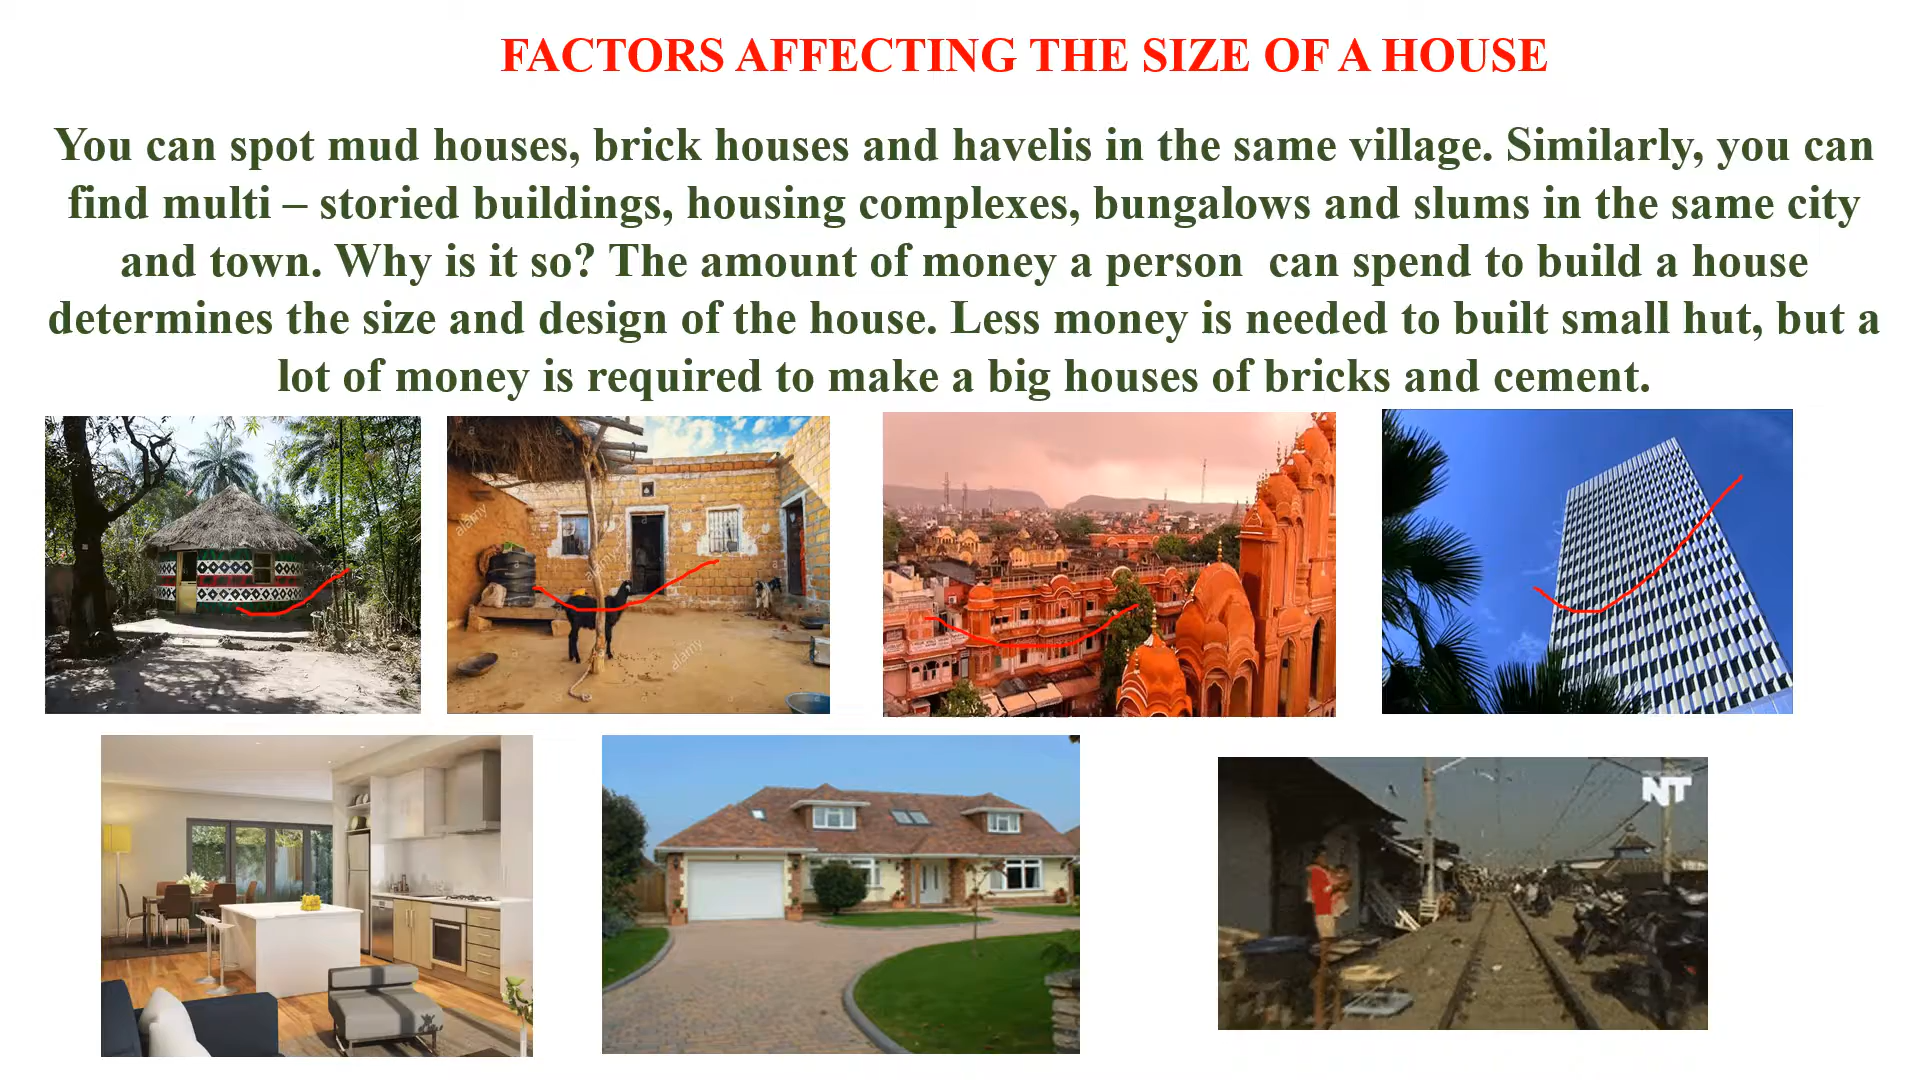 FACTORS AFFECTING THE SIZE OF A HOUSE
You can spot mud houses, brick houses and havelis in the same village. Similarly, you can
find multi – storied buildings, housing complexes, bungalows and slums in the same city
and town. Why is it so? The amount of money a person  can spend to build a house
determines the size and design of the house. Less money is needed to built small hut, but a
lot of money is required to make a big houses of bricks and cement.
alamy
alamy
alamy
NT